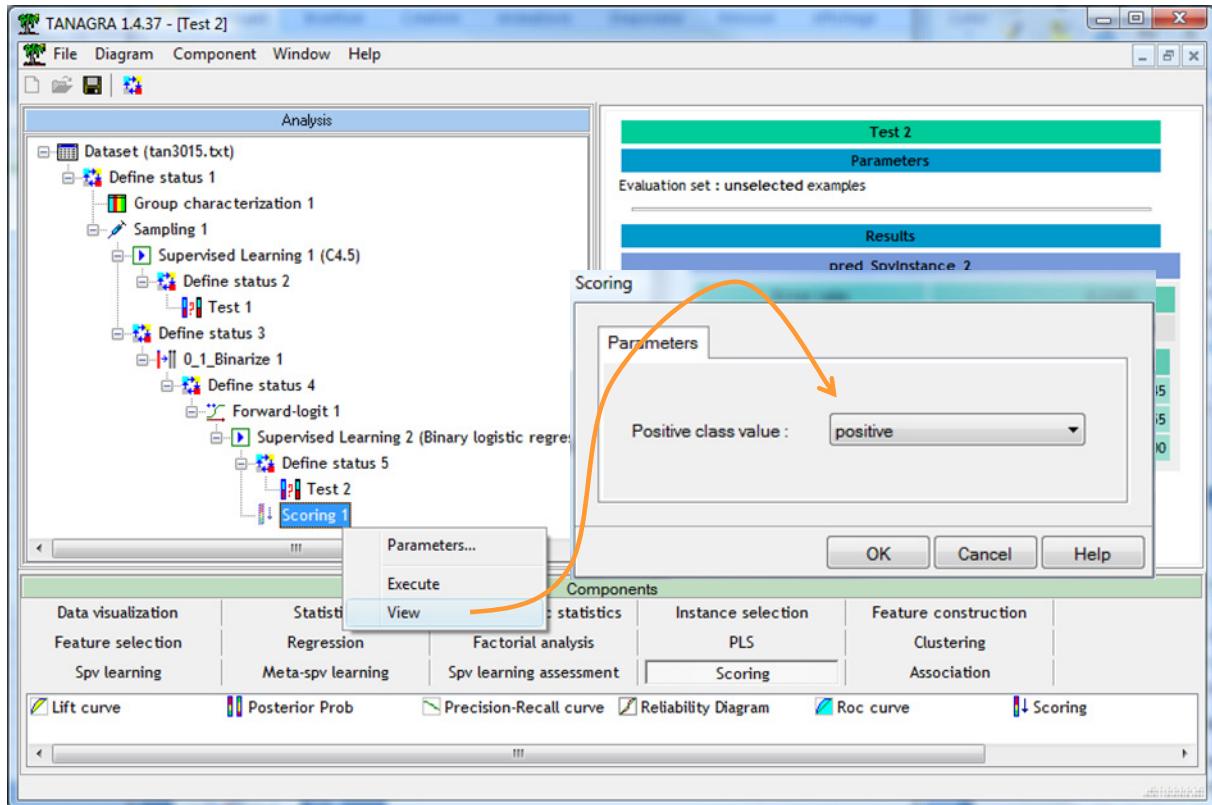 TANAGRA 1.4.37 - [Test 2]
File Diagram Component Window Help
Analysis
Dataset (tan3015.txt)
Define status 1
Group characterization 1
Sampling 1
Supervised Learning 1 (C4.5)
Define status 2
Test 1
Define status 3
0_1_Binarize 1
Define status 4
Forward-logit 1
Supervised Learning 2 (Binary logistic regre
Define status 5
Test 2
Scoring 1
Test 2
Parameters
Evaluation set : unselected examples
Results
pred_SpvInstance_2
Scoring
Parameters
Positive class value : positive
OK Cancel Help
Parameters...
Execute
View
Components
Data visualization Statisti c statistics Instance selection Feature construction
Feature selection Regression Factorial analysis PLS Clustering
Spv learning Meta-spv learning Spv learning assessment Scoring Association
Lift curve Posterior Prob Precision-Recall curve Reliability Diagram Roc curve Scoring